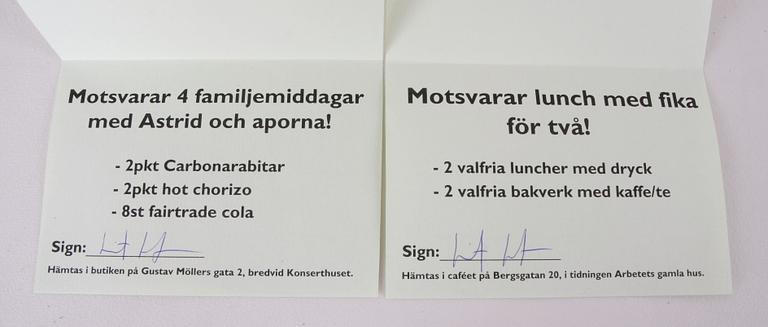 Motsvarar 4 familjemiddagar
med Astrid och aporna!
- 2pkt Carbonarabitar
- 2pkt hot chorizo
- 8st fairtrade cola
Sign:
Hämtas i butiken på Gustav Möllers gata 2, bredvid Konserthuset.
Motsvarar lunch med fika
för två!
- 2 valfria luncher med dryck
- 2 valfria bakverk med kaffe/te
Sign:
Hämtas i caféet på Bergsgatan 20, i tidningen Arbetets gamla hus.